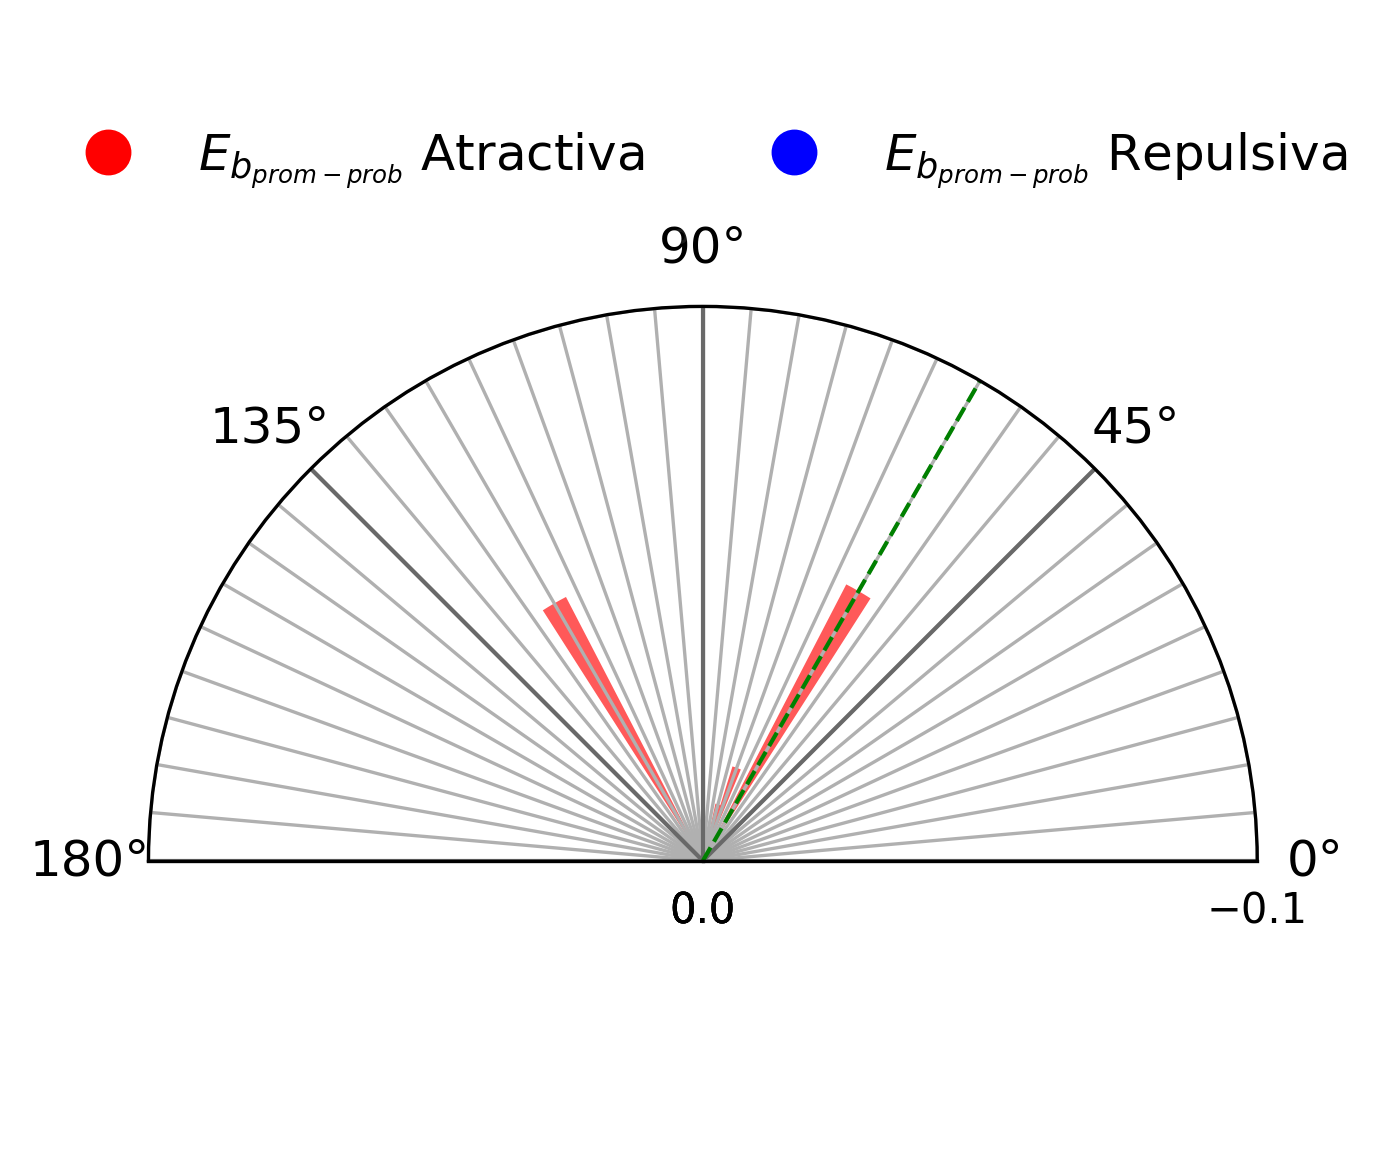 E_{b_{prom-prob}} Atractiva E_{b_{prom-prob}} Repulsiva
90°
135° 45°
180° 0°
0.0 −0.1